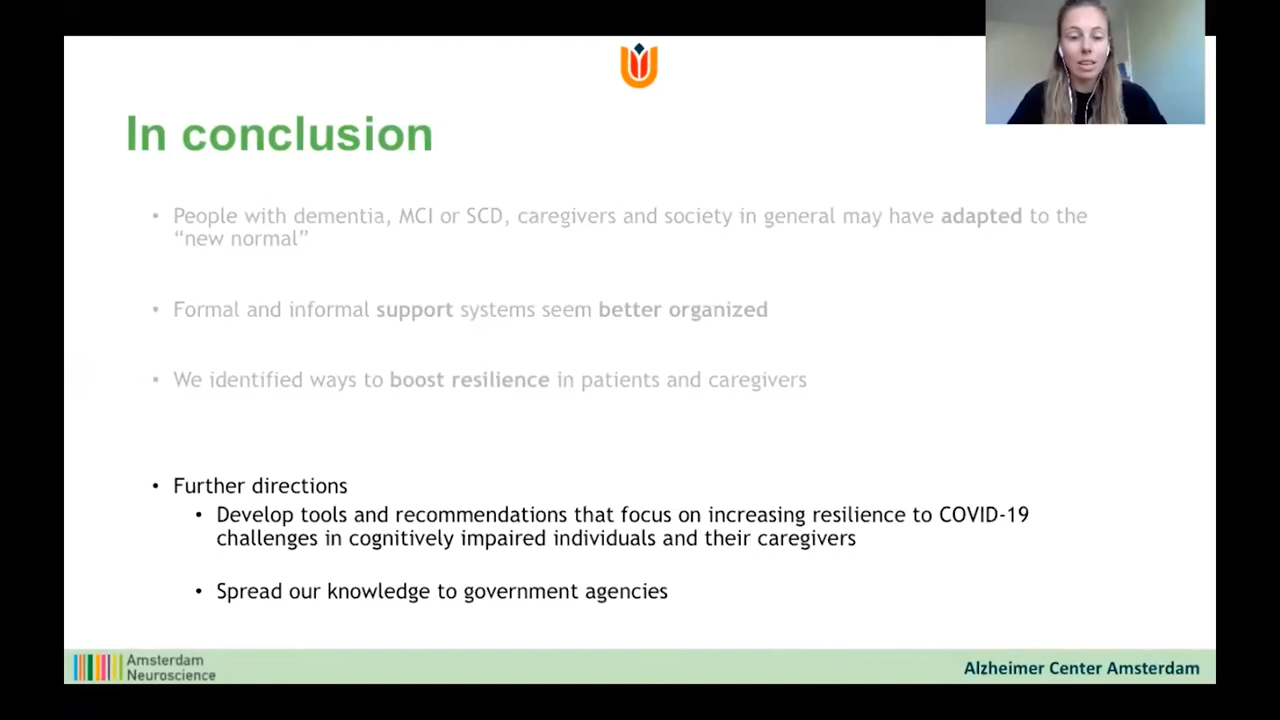 In conclusion
• People with dementia, MCI or SCD, caregivers and society in general may have adapted to the
“new normal”
• Formal and informal support systems seem better organized
• We identified ways to boost resilience in patients and caregivers
• Further directions
• Develop tools and recommendations that focus on increasing resilience to COVID-19
challenges in cognitively impaired individuals and their caregivers
• Spread our knowledge to government agencies
Amsterdam
Neuroscience
Alzheimer Center Amsterdam